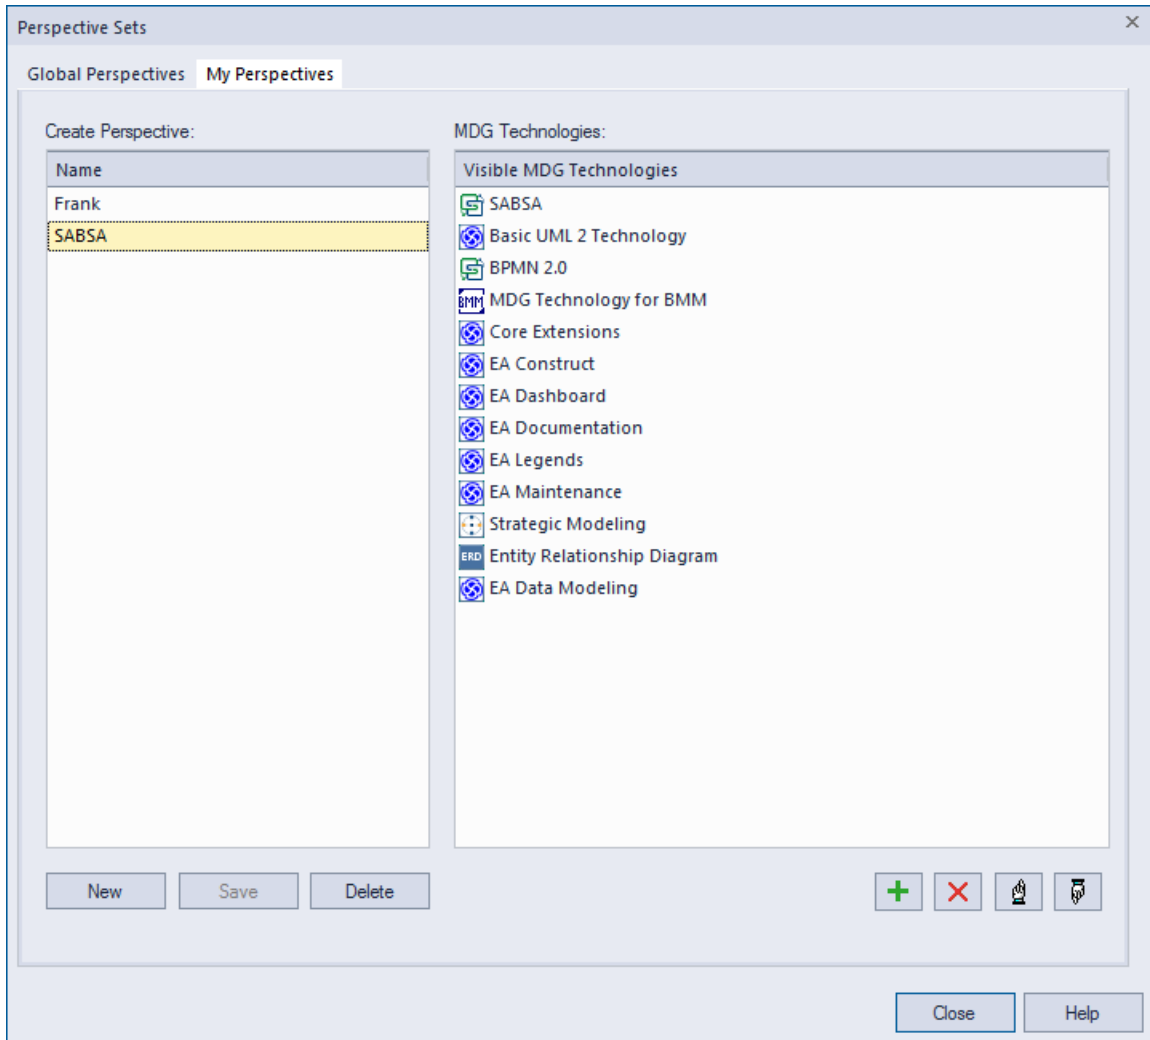 Perspective Sets
Global Perspectives My Perspectives
Create Perspective:
Name
Frank
SABSA
MDG Technologies:
Visible MDG Technologies
SABSA
Basic UML 2 Technology
BPMN 2.0
BMM MDG Technology for BMM
Core Extensions
EA Construct
EA Dashboard
EA Documentation
EA Legends
EA Maintenance
Strategic Modeling
ERD Entity Relationship Diagram
EA Data Modeling
New Save Delete
Close Help